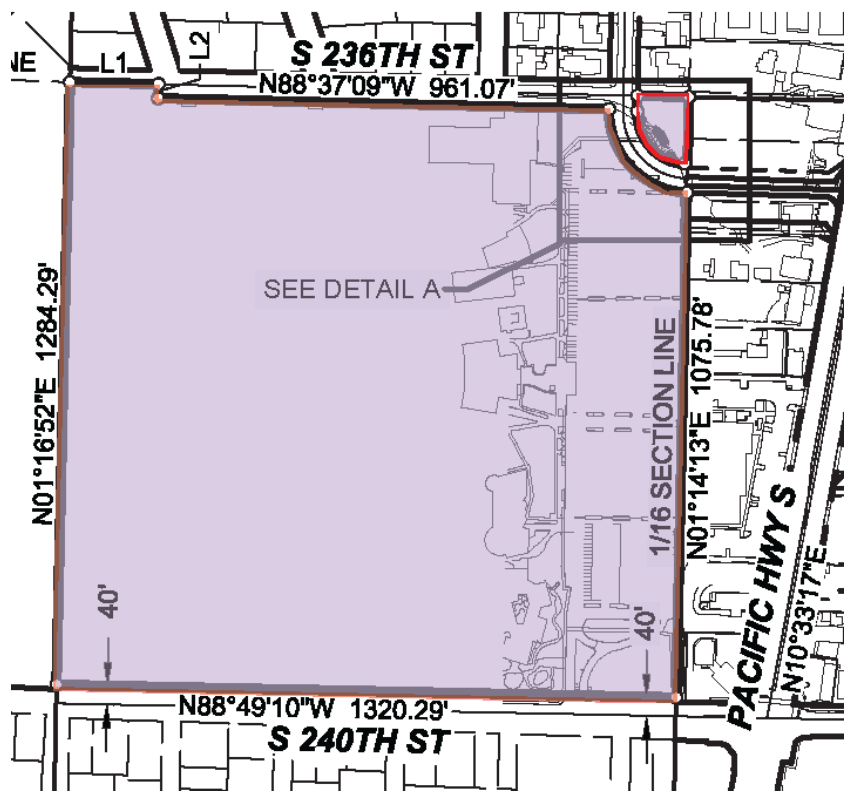 NE
L1
L2
S 236TH ST
N88°37'09"W 961.07'
N01°16'52"E 1284.29'
SEE DETAIL A
1/16 SECTION LINE
N01°14'13"E 1075.78'
40'
40'
PACIFIC HWY S
N10°33'17"E
N88°49'10"W 1320.29'
S 240TH ST